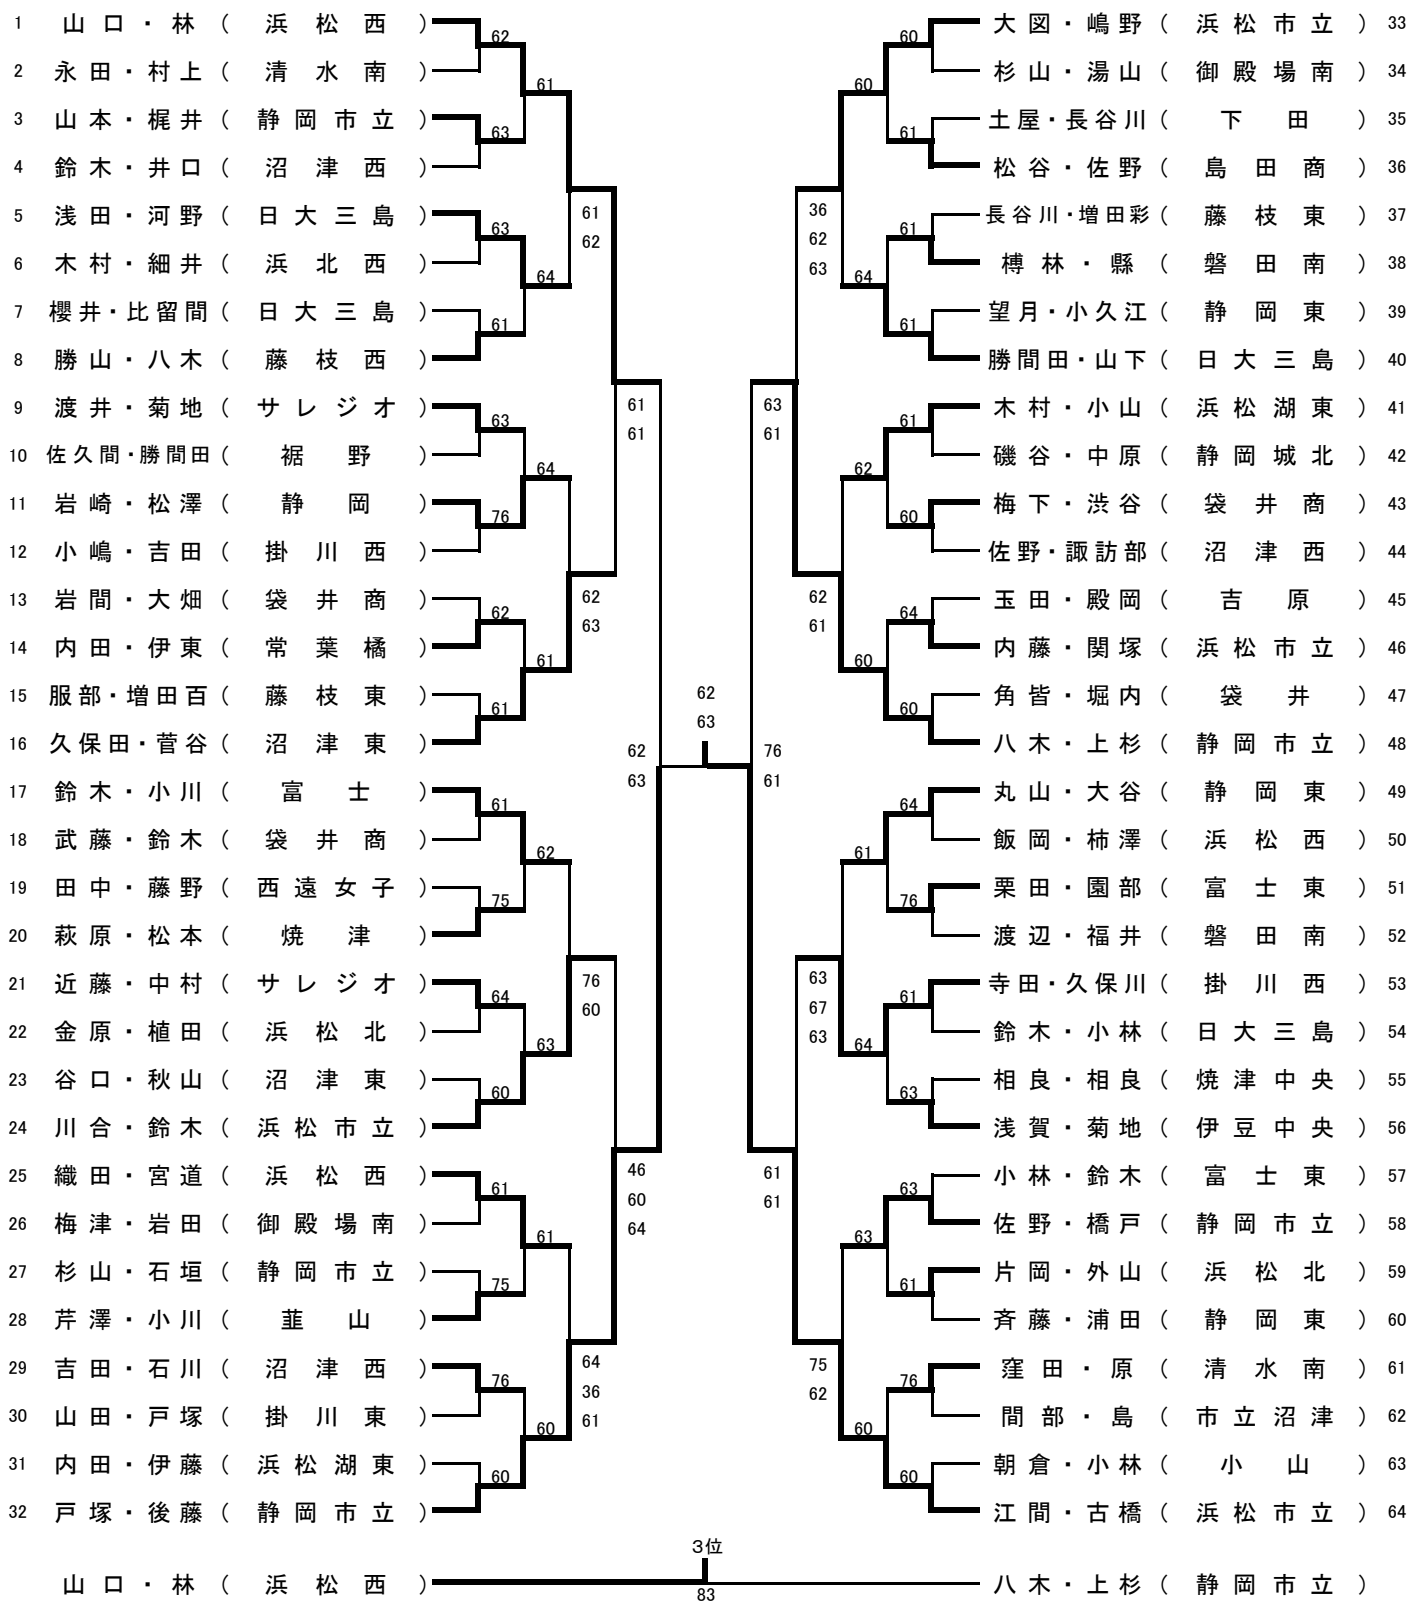 1 山口・林 ( 浜松西 )
2 永田・村上 ( 清水南 )
3 山本・梶井 ( 静岡市立 )
4 鈴木・井口 ( 沼津西 )
5 浅田・河野 ( 日大三島 )
6 木村・細井 ( 浜北西 )
7 櫻井・比留間 ( 日大三島 )
8 勝山・八木 ( 藤枝西 )
9 渡井・菊地 ( サレジオ )
10 佐久間・勝間田 ( 裾野 )
11 岩崎・松澤 ( 静岡 )
12 小嶋・吉田 ( 掛川西 )
13 岩間・大畑 ( 袋井商 )
14 内田・伊東 ( 常葉橘 )
15 服部・増田百 ( 藤枝東 )
16 久保田・菅谷 ( 沼津東 )
17 鈴木・小川 ( 富士 )
18 武藤・鈴木 ( 袋井商 )
19 田中・藤野 ( 西遠女子 )
20 萩原・松本 ( 焼津 )
21 近藤・中村 ( サレジオ )
22 金原・植田 ( 浜松北 )
23 谷口・秋山 ( 沼津東 )
24 川合・鈴木 ( 浜松市立 )
25 織田・宮道 ( 浜松西 )
26 梅津・岩田 ( 御殿場南 )
27 杉山・石垣 ( 静岡市立 )
28 芹澤・小川 ( 韮山 )
29 吉田・石川 ( 沼津西 )
30 山田・戸塚 ( 掛川東 )
31 内田・伊藤 ( 浜松湖東 )
32 戸塚・後藤 ( 静岡市立 )
62
63
63
61
63
76
62
61
61
75
64
60
61
75
76
60
61
64
64
61
62
63
61
60
61
62
62
63
76
60
64
36
61
61
61
46
60
64
62
63
62
63
76
61
63
61
61
61
36
62
63
62
61
63
67
63
75
62
60
64
62
60
61
64
63
60
60
61
61
61
61
60
64
60
64
76
61
63
63
61
76
60
大図・嶋野 ( 浜松市立 ) 33
杉山・湯山 ( 御殿場南 ) 34
土屋・長谷川 ( 下田 ) 35
松谷・佐野 ( 島田商 ) 36
長谷川・増田彩 ( 藤枝東 ) 37
榑林・縣 ( 磐田南 ) 38
望月・小久江 ( 静岡東 ) 39
勝間田・山下 ( 日大三島 ) 40
木村・小山 ( 浜松湖東 ) 41
磯谷・中原 ( 静岡城北 ) 42
梅下・渋谷 ( 袋井商 ) 43
佐野・諏訪部 ( 沼津西 ) 44
玉田・殿岡 ( 吉原 ) 45
内藤・関塚 ( 浜松市立 ) 46
角皆・堀内 ( 袋井 ) 47
八木・上杉 ( 静岡市立 ) 48
丸山・大谷 ( 静岡東 ) 49
飯岡・柿澤 ( 浜松西 ) 50
栗田・園部 ( 富士東 ) 51
渡辺・福井 ( 磐田南 ) 52
寺田・久保川 ( 掛川西 ) 53
鈴木・小林 ( 日大三島 ) 54
相良・相良 ( 焼津中央 ) 55
浅賀・菊地 ( 伊豆中央 ) 56
小林・鈴木 ( 富士東 ) 57
佐野・橋戸 ( 静岡市立 ) 58
片岡・外山 ( 浜松北 ) 59
斉藤・浦田 ( 静岡東 ) 60
窪田・原 ( 清水南 ) 61
間部・島 ( 市立沼津 ) 62
朝倉・小林 ( 小山 ) 63
江間・古橋 ( 浜松市立 ) 64
3位
山口・林 ( 浜松西 )
83
八木・上杉 ( 静岡市立 )